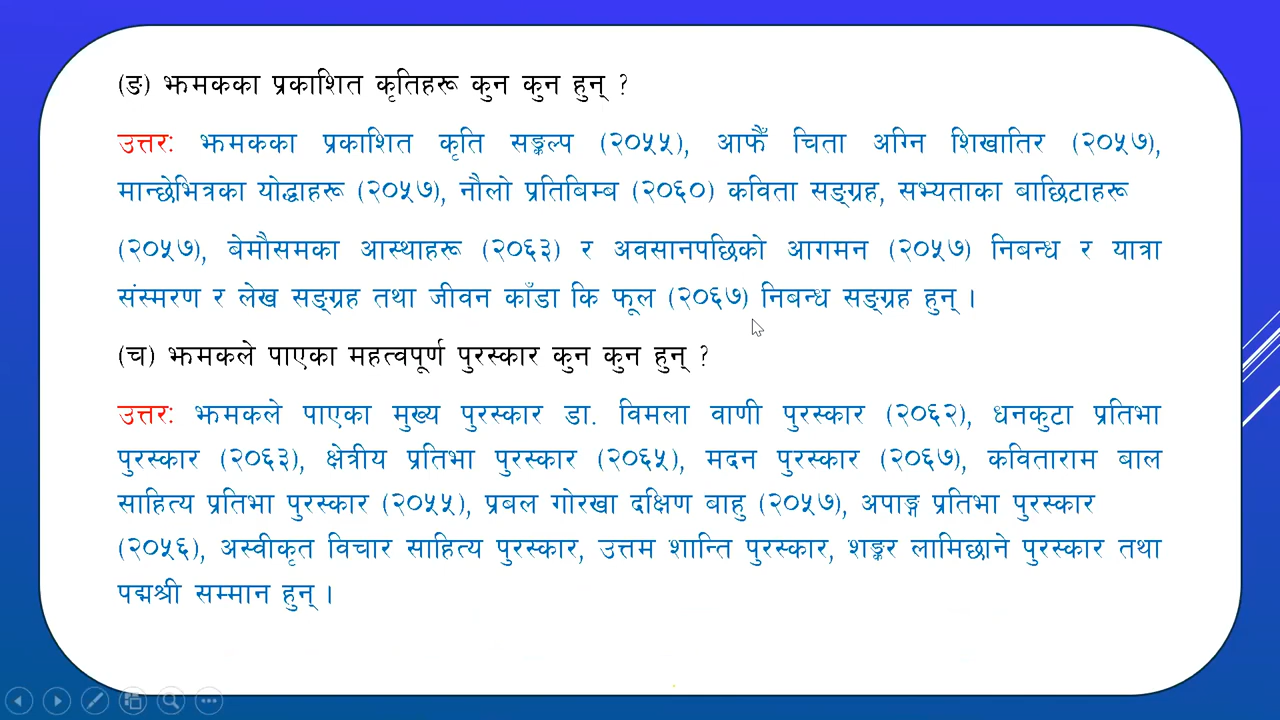 (ङ) झमकका प्रकाशित कृतिहरू कुन कुन हुन् ?
उत्तरः झमकका प्रकाशित कृति सङ्कल्प (२०५५), आफैँ चिता अग्नि शिखातिर (२०५७),
मान्छेभित्रका योद्धाहरू (२०५७), नौलो प्रतिबिम्ब (२०६०) कविता सङ्ग्रह, सभ्यताका बाछिटाहरू
(२०५७), बेमौसमका आस्थाहरू (२०६३) र अवसानपछिको आगमन (२०५७) निबन्ध र यात्रा
संस्मरण र लेख सङ्ग्रह तथा जीवन काँडा कि फूल (२०६७) निबन्ध सङ्ग्रह हुन् ।
(च) झमकले पाएका महत्वपूर्ण पुरस्कार कुन कुन हुन् ?
उत्तरः झमकले पाएका मुख्य पुरस्कार डा. विमला वाणी पुरस्कार (२०६२), धनकुटा प्रतिभा
पुरस्कार (२०६३), क्षेत्रीय प्रतिभा पुरस्कार (२०६५), मदन पुरस्कार (२०६७), कविताराम बाल
साहित्य प्रतिभा पुरस्कार (२०५५), प्रबल गोरखा दक्षिण बाहु (२०५७), अपाङ्ग प्रतिभा पुरस्कार
(२०५६), अस्वीकृत विचार साहित्य पुरस्कार, उत्तम शान्ति पुरस्कार, शङ्कर लामिछाने पुरस्कार तथा
पद्मश्री सम्मान हुन् ।